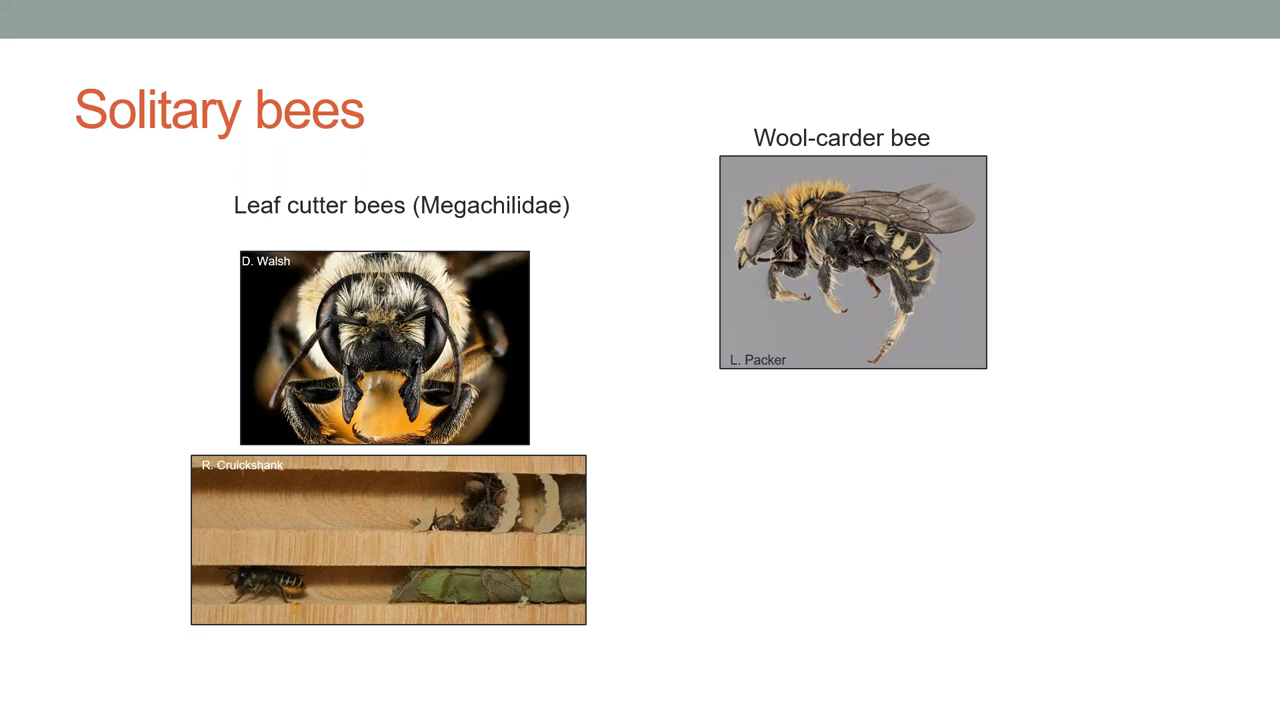 Solitary bees
Leaf cutter bees (Megachilidae)
D. Walsh
R. Cruickshank
Wool-carder bee
L. Packer